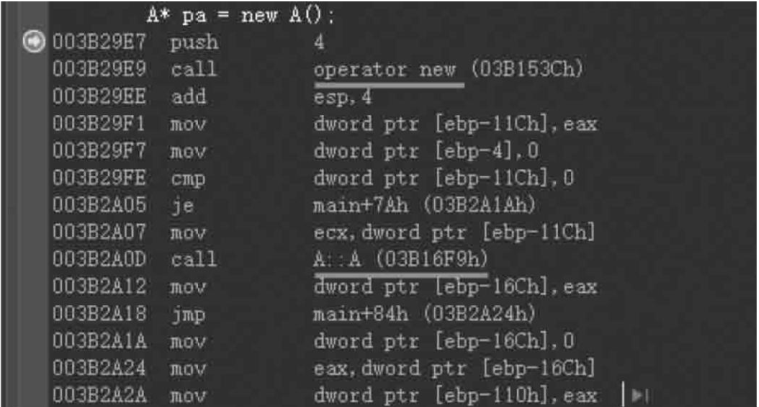 A* pa = new A();
003B29E7 push 4
003B29E9 call operator new (03B153Ch)
003B29EE add esp,4
003B29F1 mov dword ptr [ebp-11Ch],eax
003B29F7 mov dword ptr [ebp-4],0
003B29FE cmp dword ptr [ebp-11Ch],0
003B2A05 je main+7Ah (03B2A1Ah)
003B2A07 mov ecx,dword ptr [ebp-11Ch]
003B2A0D call A::A (03B16F9h)
003B2A12 mov dword ptr [ebp-16Ch],eax
003B2A18 jmp main+84h (03B2A24h)
003B2A1A mov dword ptr [ebp-16Ch],0
003B2A24 mov eax,dword ptr [ebp-16Ch]
003B2A2A mov dword ptr [ebp-110h],eax